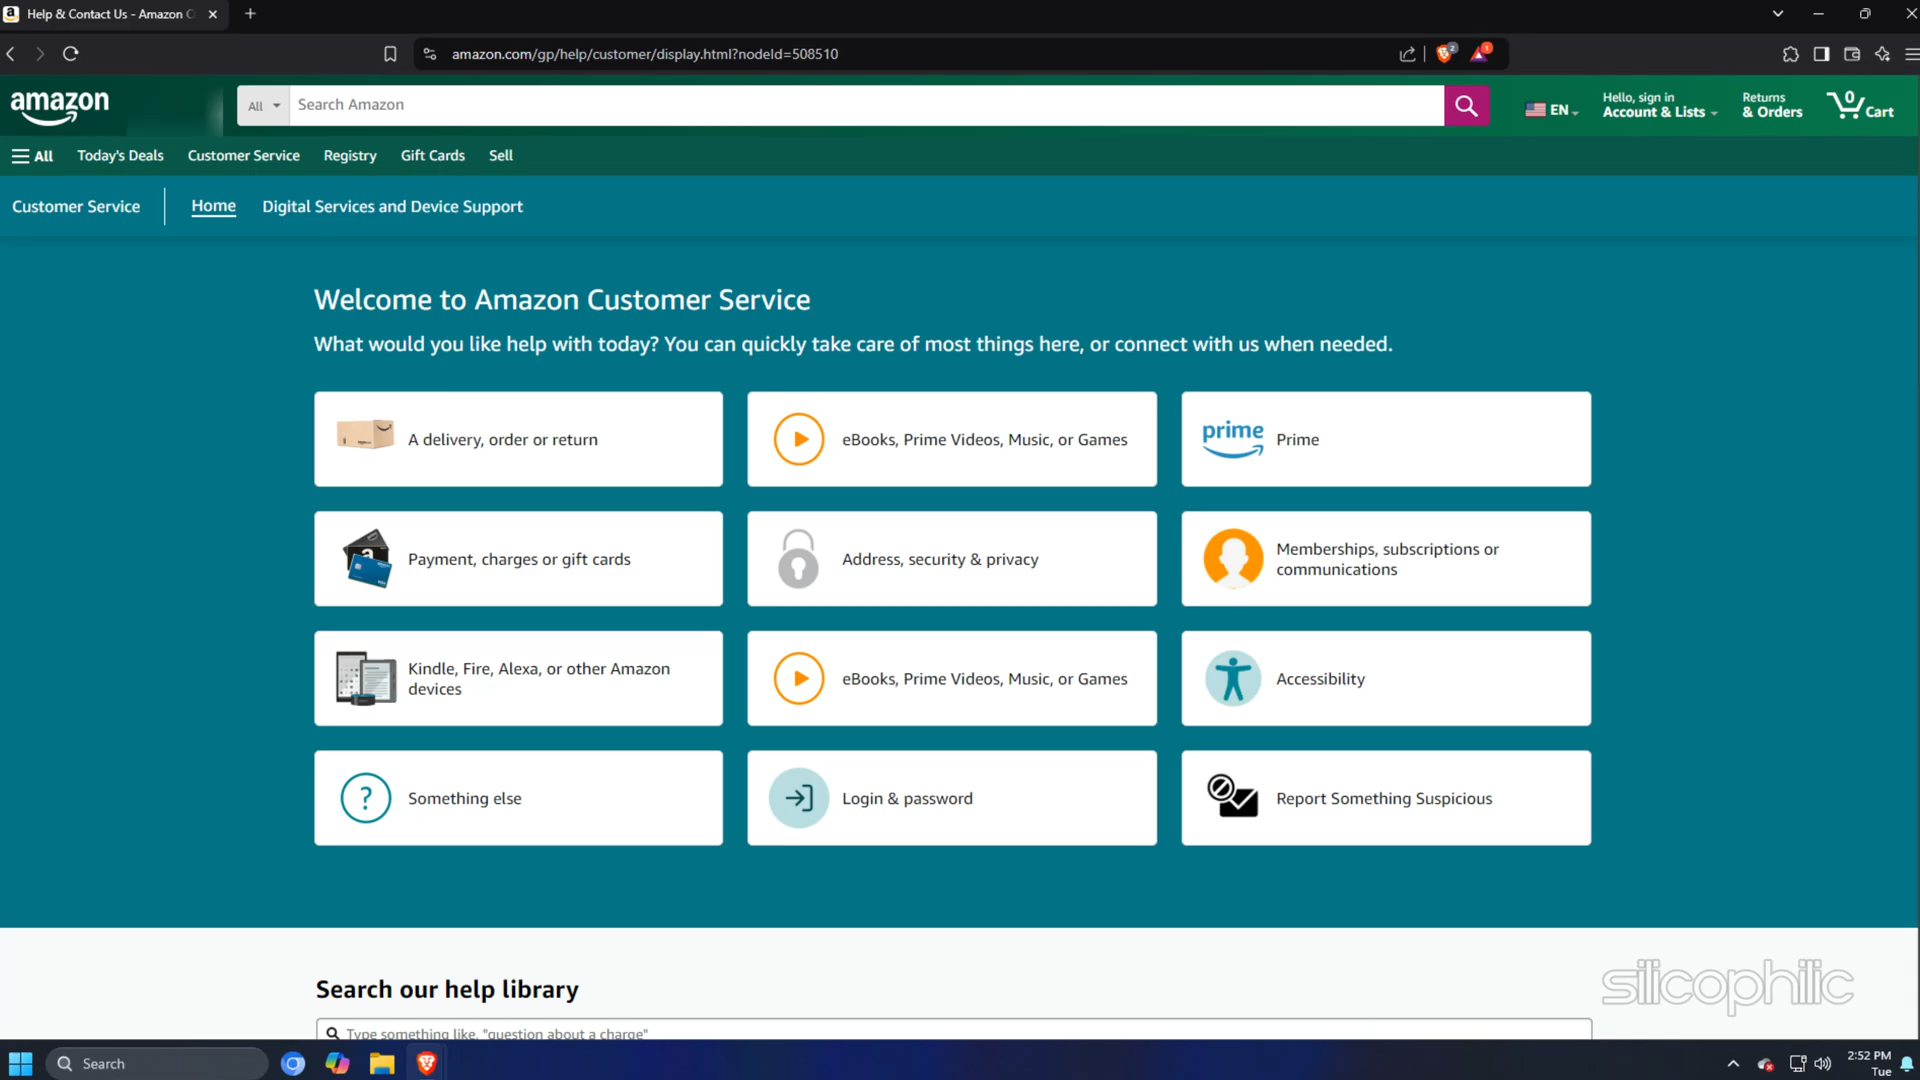 Help & Contact Us - Amazon C
amazon.com/gp/help/customer/display.html?nodeId=508510
2
1
amazon
All
Search Amazon
EN
Hello, sign in
Account & Lists
Returns
& Orders
0
Cart
All
Today's Deals
Customer Service
Registry
Gift Cards
Sell
Customer Service
Home
Digital Services and Device Support
Welcome to Amazon Customer Service
What would you like help with today? You can quickly take care of most things here, or connect with us when needed.
A delivery, order or return
eBooks, Prime Videos, Music, or Games
prime
Prime
Payment, charges or gift cards
Address, security & privacy
Memberships, subscriptions or
communications
Kindle, Fire, Alexa, or other Amazon
devices
eBooks, Prime Videos, Music, or Games
Accessibility
Something else
Login & password
Report Something Suspicious
Search our help library
Type something like, "question about a charge"
silicophilic
Search
2:52 PM
Tue